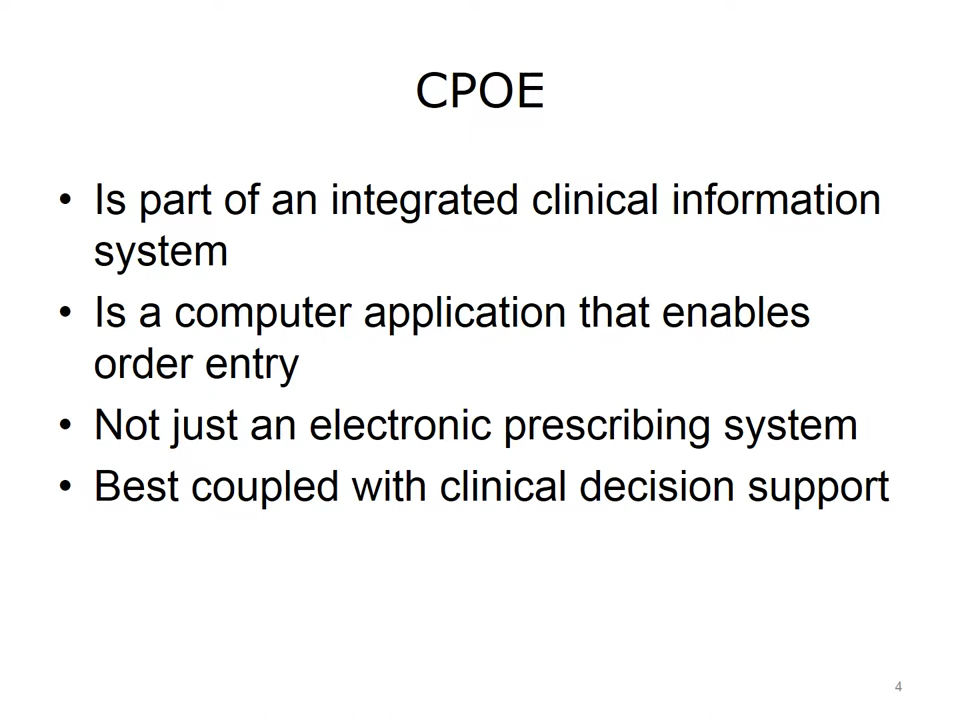 CPOE
• Is part of an integrated clinical information
system
• Is a computer application that enables
order entry
• Not just an electronic prescribing system
• Best coupled with clinical decision support
4